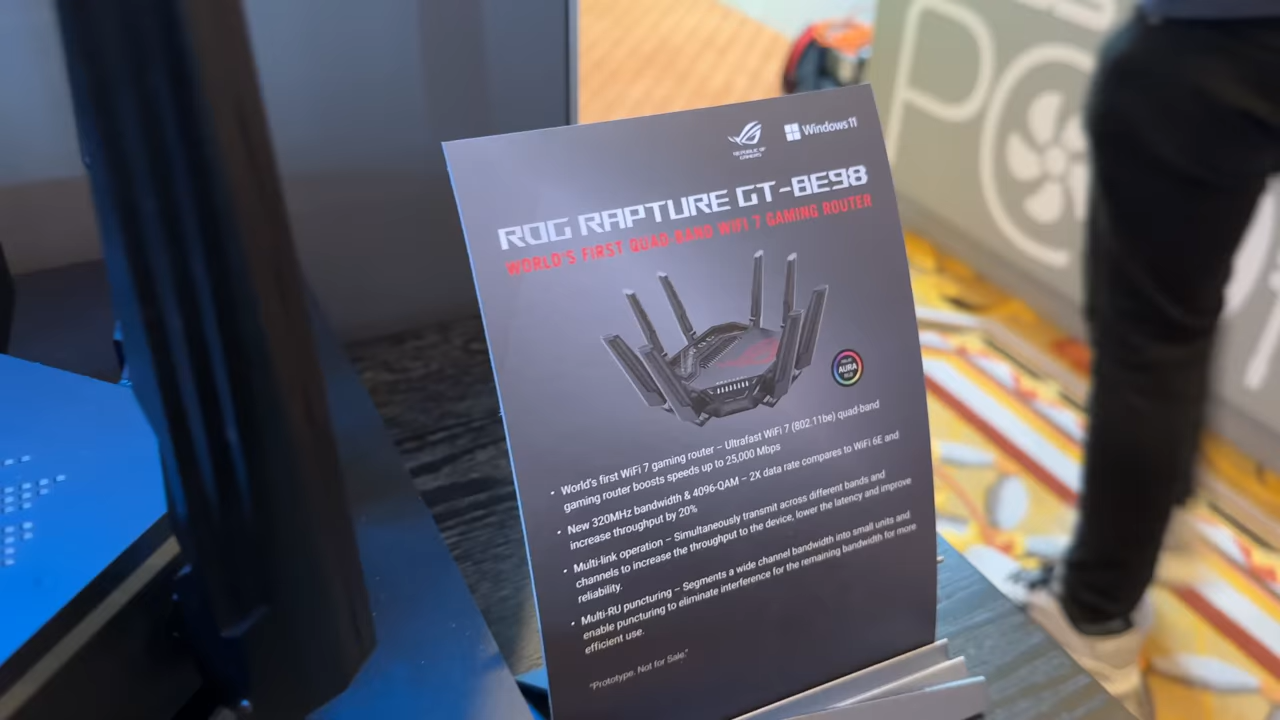 REPUBLIC OF
GAMERS
Windows 11
ROG RAPTURE GT-BE98
WORLD'S FIRST QUAD BAND WIFI 7 GAMING ROUTER
AURA
RGB
• World's first WiFi 7 gaming router – Ultrafast WiFi 7 (802.11be) quad-band
gaming router boosts speeds up to 25,000 Mbps
• New 320MHz bandwidth & 4096-QAM – 2X data rate compares to WiFi 6E and
increase throughput by 20%
• Multi-link operation – Simultaneously transmit across different bands and
channels to increase the throughput to the device, lower the latency and improve
reliability.
• Multi-RU puncturing – Segments a wide channel bandwidth into small units and
enable puncturing to eliminate interference for the remaining bandwidth for more
efficient use.
"Prototype. Not for Sale."